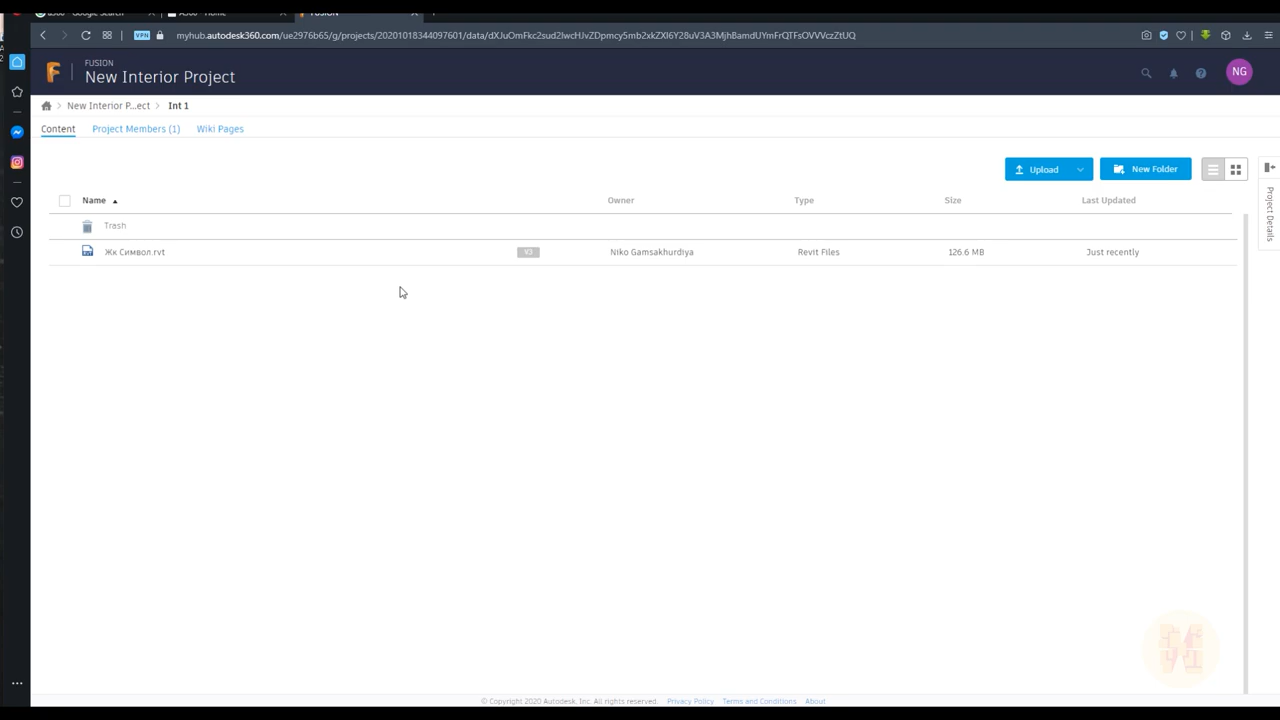 FUSION
VPN
myhub.autodesk360.com/ue2976b65/g/projects/20201018344097601/data/dXJuOmFkc2sud2lwcHJvZDpmcy5mb2xkZXI6Y28uV3A3MjhBamdUYmFrQTFsOVVVczZtUQ
FUSION
New Interior Project
NG
New Interior P...ect > Int 1
Content Project Members (1) Wiki Pages
Upload New Folder
Project Details
Name Owner Type Size Last Updated
Trash
Жк Символ.rvt V3 Niko Gamsakhurdiya Revit Files 126.6 MB Just recently
© Copyright 2020 Autodesk, Inc. All rights reserved. Privacy Policy Terms and Conditions About